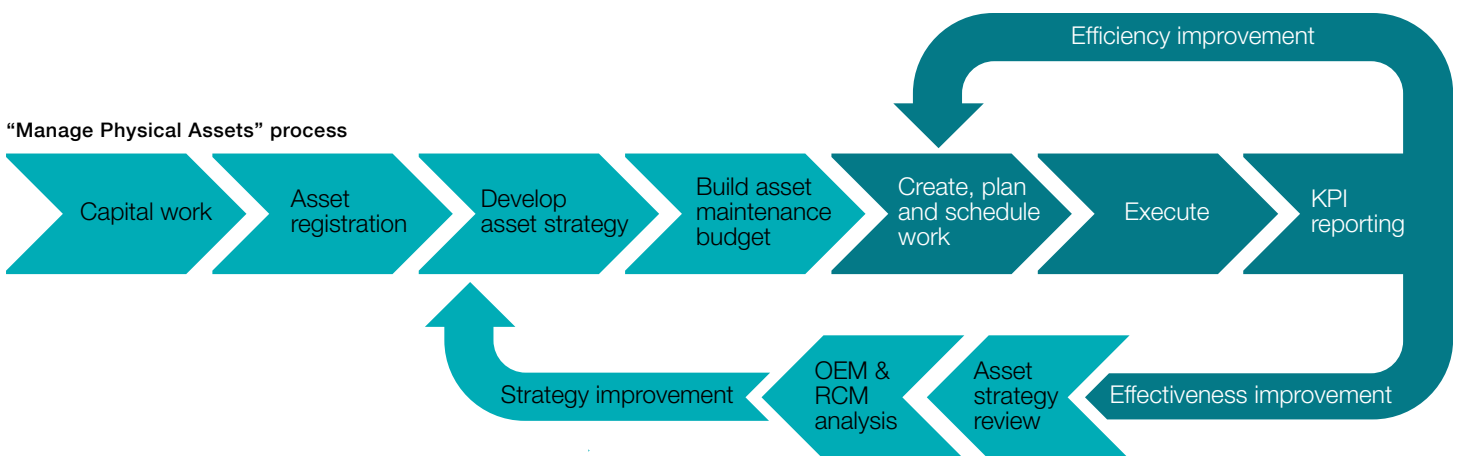 Efficiency improvement
“Manage Physical Assets” process
Capital work
Asset
registration
Develop
asset strategy
Build asset
maintenance
budget
Create, plan
and schedule
work
Execute
KPI
reporting
Strategy improvement
OEM &
RCM
analysis
Asset
strategy
review
Effectiveness improvement